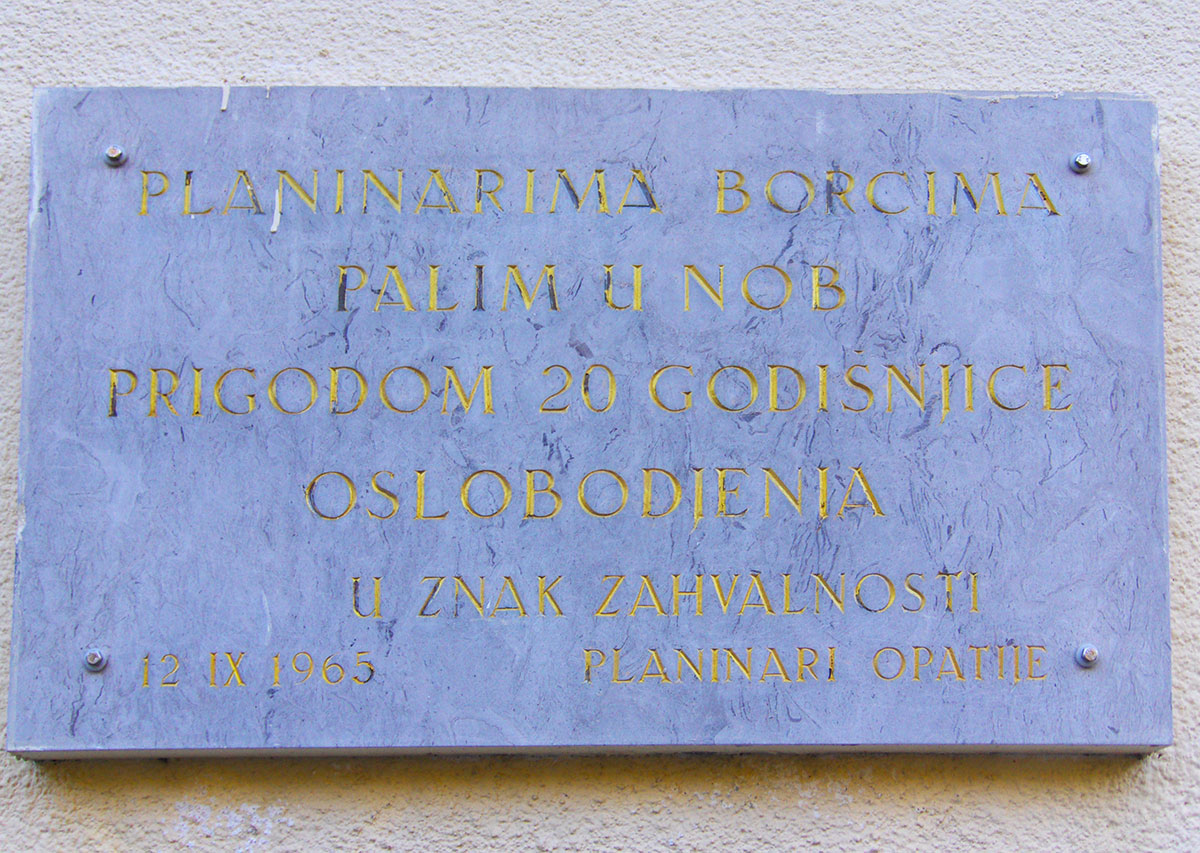 PLANINARIMA BORCIMA
PALIM U NOB
PRIGODOM 20 GODIŠNJICE
OSLOBODJENJA
U ZNAK ZAHVALNOSTI
12 IX 1965 PLANINARI OPATIJE